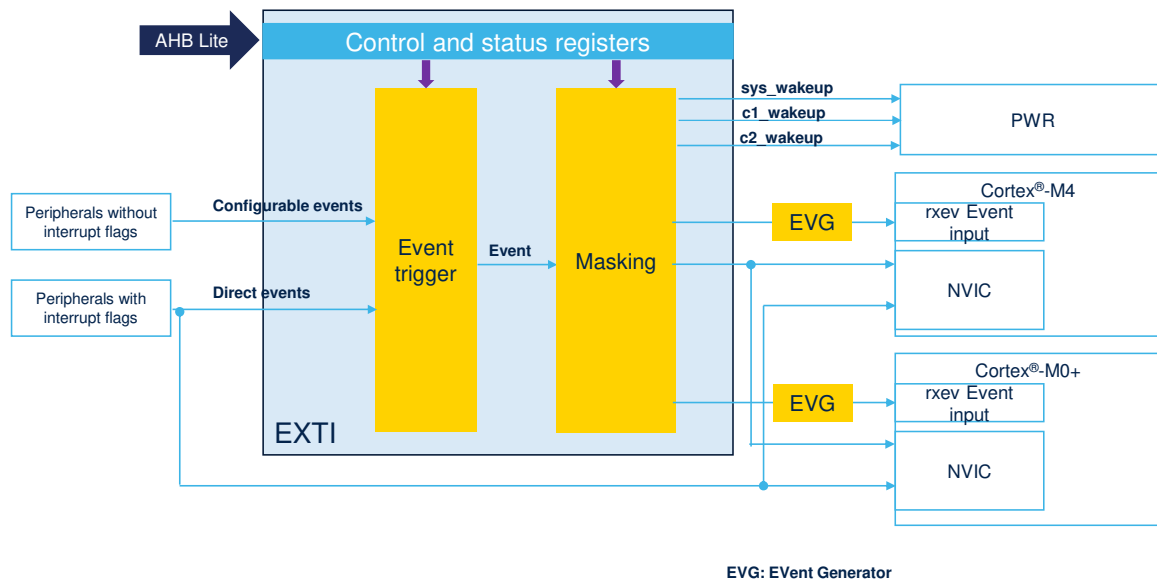 AHB Lite
Control and status registers
sys_wakeup
c1_wakeup
c2_wakeup
PWR
Peripherals without
interrupt flags
Configurable events
Peripherals with
interrupt flags
Direct events
Event
trigger
Event
Masking
EVG
Cortex®-M4
rxev Event
input
NVIC
EVG
Cortex®-M0+
rxev Event
input
NVIC
EXTI
EVG: EVent Generator